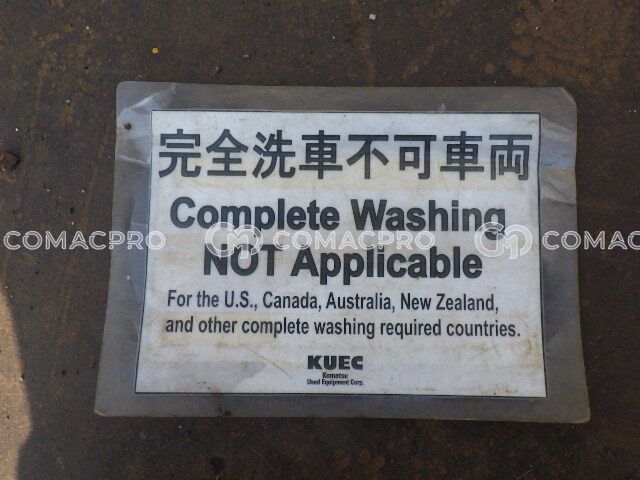 完全洗車不可車両
Complete Washing
NOT Applicable
COMACPRO COMACPRO COMACP
For the U.S., Canada, Australia, New Zealand,
and other complete washing required countries.
KUEC
Komatsu
Used Equipment Corp.